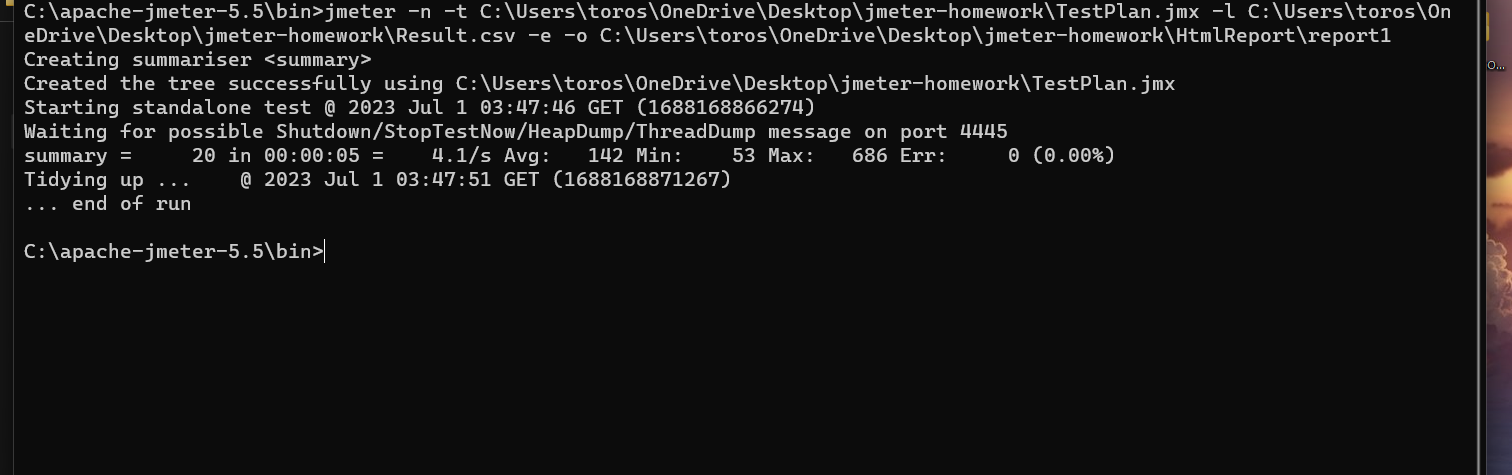 C:\apache-jmeter-5.5\bin>jmeter -n -t C:\Users\toros\OneDrive\Desktop\jmeter-homework\TestPlan.jmx -l C:\Users\toros\On
eDrive\Desktop\jmeter-homework\Result.csv -e -o C:\Users\toros\OneDrive\Desktop\jmeter-homework\HtmlReport\report1
Creating summariser <summary>
Created the tree successfully using C:\Users\toros\OneDrive\Desktop\jmeter-homework\TestPlan.jmx
Starting standalone test @ 2023 Jul 1 03:47:46 GET (1688168866274)
Waiting for possible Shutdown/StopTestNow/HeapDump/ThreadDump message on port 4445
summary =     20 in 00:00:05 =    4.1/s Avg:   142 Min:    53 Max:   686 Err:     0 (0.00%)
Tidying up ...    @ 2023 Jul 1 03:47:51 GET (1688168871267)
... end of run
C:\apache-jmeter-5.5\bin>
O...